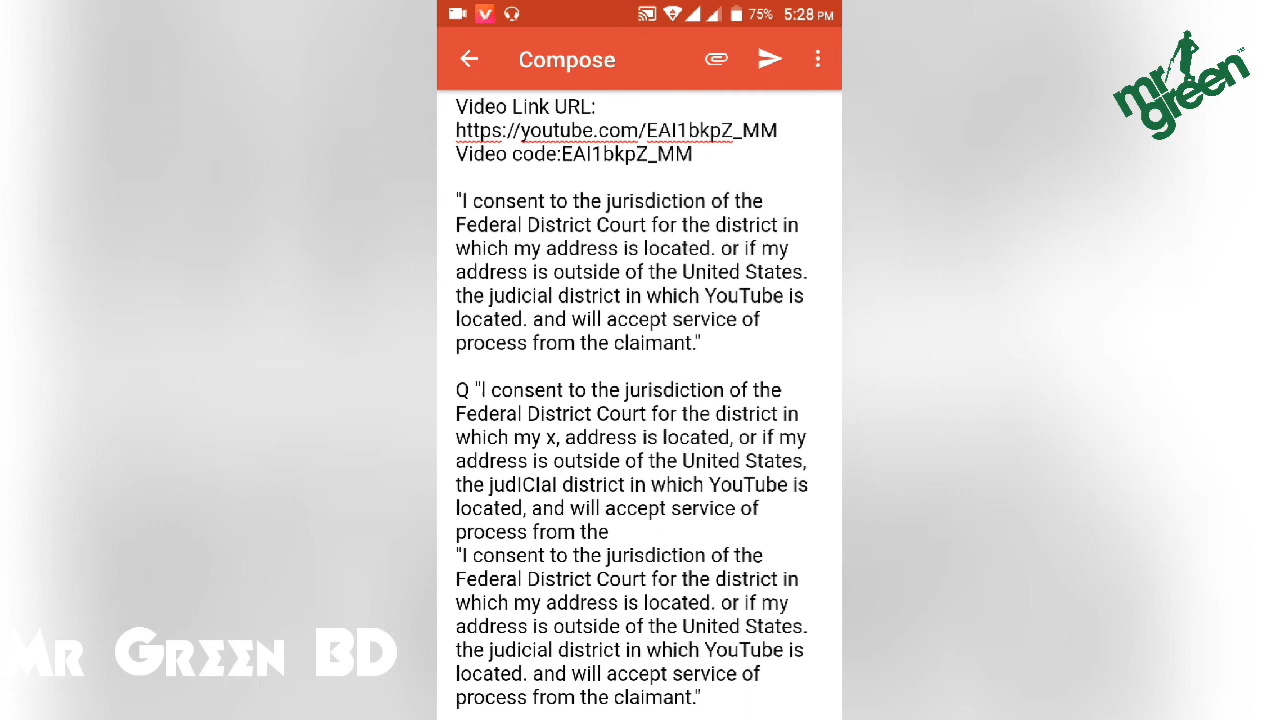 75% 5:28 PM
mr
green
™
Compose
Video Link URL:
https://youtube.com/EAI1bkpZ_MM
Video code:EAI1bkpZ_MM
"I consent to the jurisdiction of the
Federal District Court for the district in
which my address is located. or if my
address is outside of the United States.
the judicial district in which YouTube is
located. and will accept service of
process from the claimant."
Q "l consent to the jurisdiction of the
Federal District Court for the district in
which my x, address is located, or if my
address is outside of the United States,
the judICIaI district in which YouTube is
located, and will accept service of
process from the
"I consent to the jurisdiction of the
Federal District Court for the district in
which my address is located. or if my
address is outside of the United States.
the judicial district in which YouTube is
located. and will accept service of
process from the claimant."
Mr Green BD